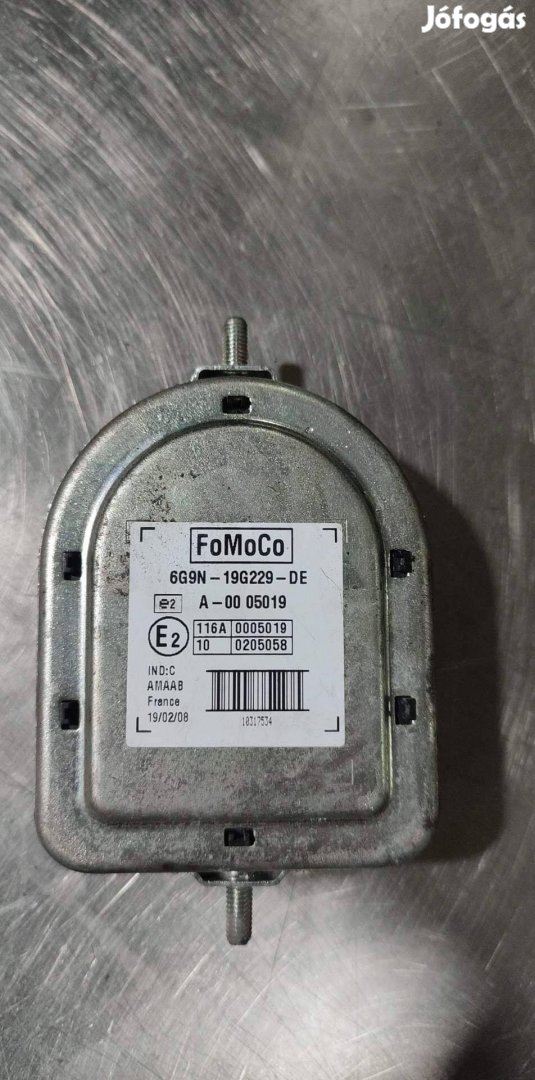 Jófogás
FoMoCo
6G9N-19G229-DE
e2 A-00 05019
E2 116A 0005019
10 0205058
IND:C
AMAAB
France
19/02/08
10317534